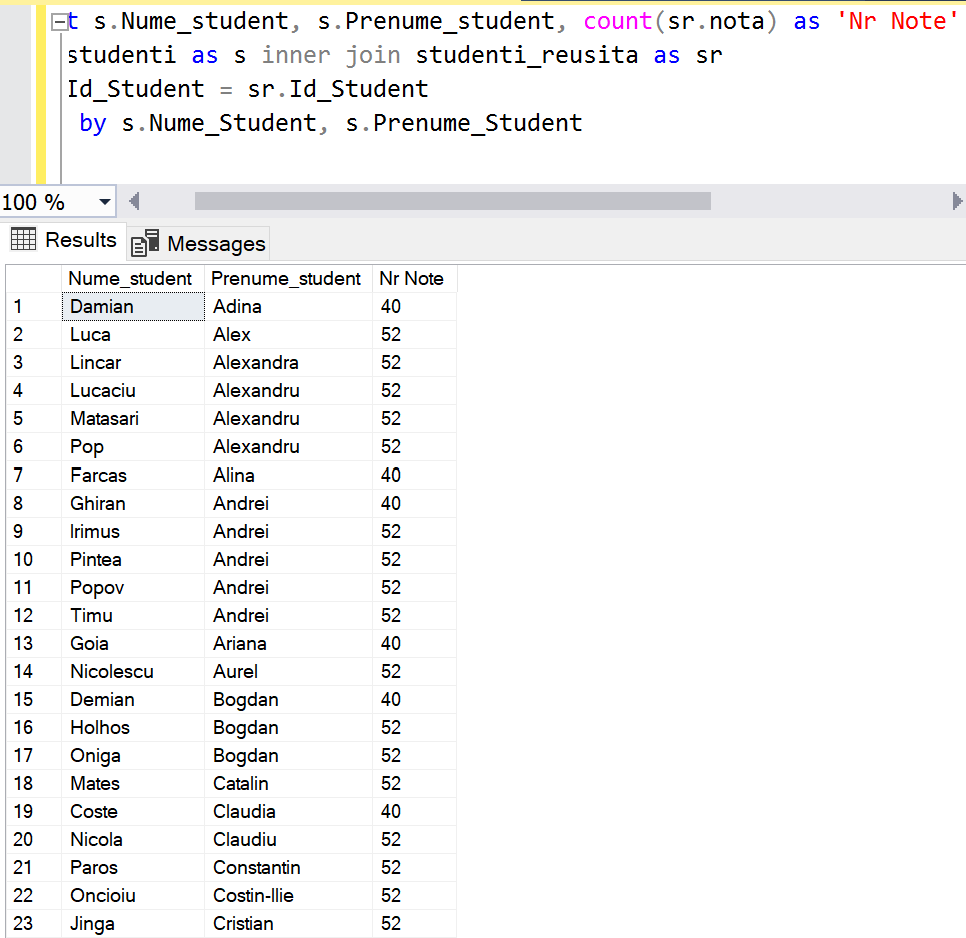 t s.Nume_student, s.Prenume_student, count(sr.nota) as 'Nr Note'
studenti as s inner join studenti_reusita as sr
Id_Student = sr.Id_Student
by s.Nume_Student, s.Prenume_Student
100 %
Results Messages
Nume_student Prenume_student Nr Note
1 Damian Adina 40
2 Luca Alex 52
3 Lincar Alexandra 52
4 Lucaciu Alexandru 52
5 Matasari Alexandru 52
6 Pop Alexandru 52
7 Farcas Alina 40
8 Ghiran Andrei 40
9 Irimus Andrei 52
10 Pintea Andrei 52
11 Popov Andrei 52
12 Timu Andrei 52
13 Goia Ariana 40
14 Nicolescu Aurel 52
15 Demian Bogdan 40
16 Holhos Bogdan 52
17 Oniga Bogdan 52
18 Mates Catalin 52
19 Coste Claudia 40
20 Nicola Claudiu 52
21 Paros Constantin 52
22 Oncioiu Costin-Ilie 52
23 Jinga Cristian 52